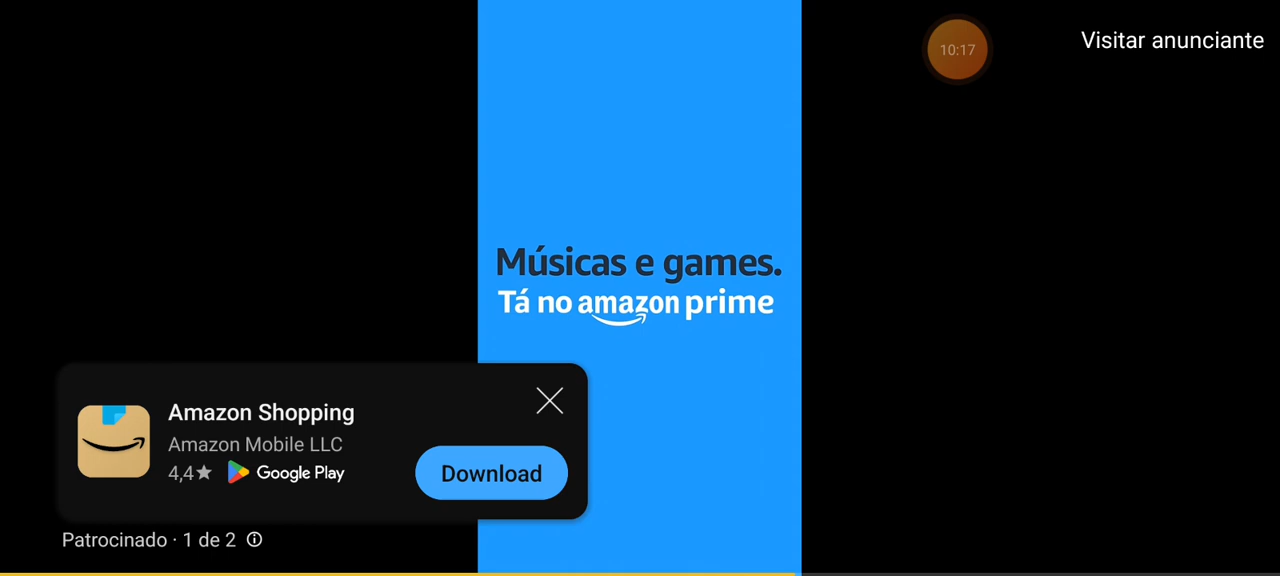 10:17
Visitar anunciante
Músicas e games.
Tá no amazon prime
Amazon Shopping
Amazon Mobile LLC
4,4★ Google Play
Download
Patrocinado · 1 de 2